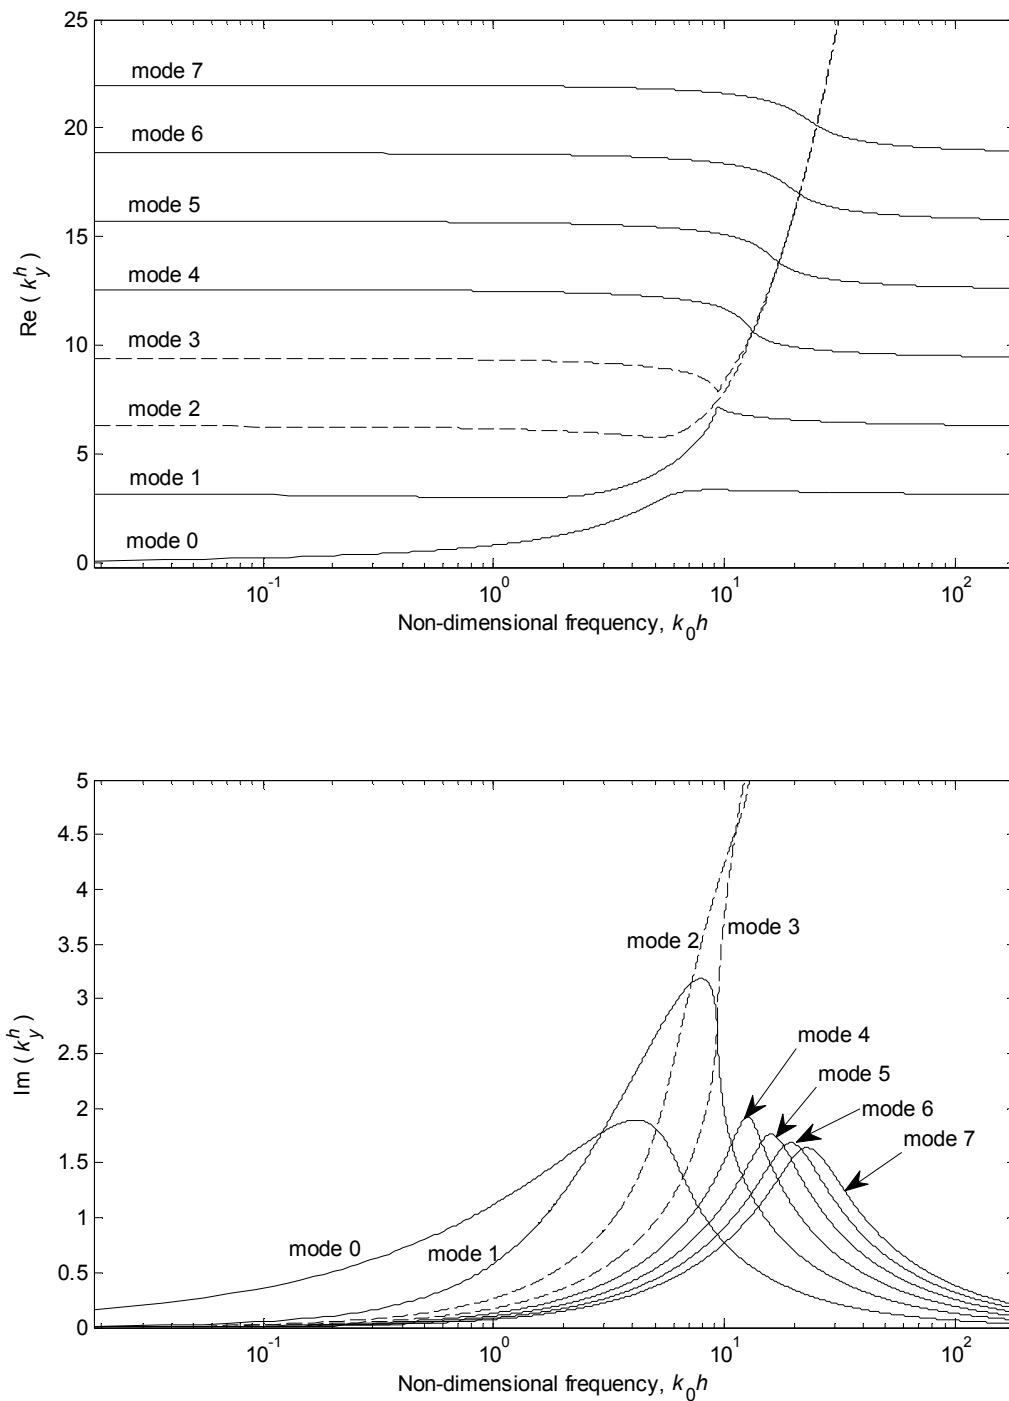 25
20
15
10
5
0
Re ( k_y^h )
mode 7
mode 6
mode 5
mode 4
mode 3
mode 2
mode 1
mode 0
10^-1
10^0
10^1
10^2
Non-dimensional frequency, k_0h
5
4.5
4
3.5
3
2.5
2
1.5
1
0.5
0
Im ( k_y^h )
mode 3
mode 2
mode 4
mode 5
mode 6
mode 7
mode 0
mode 1
10^-1
10^0
10^1
10^2
Non-dimensional frequency, k_0h